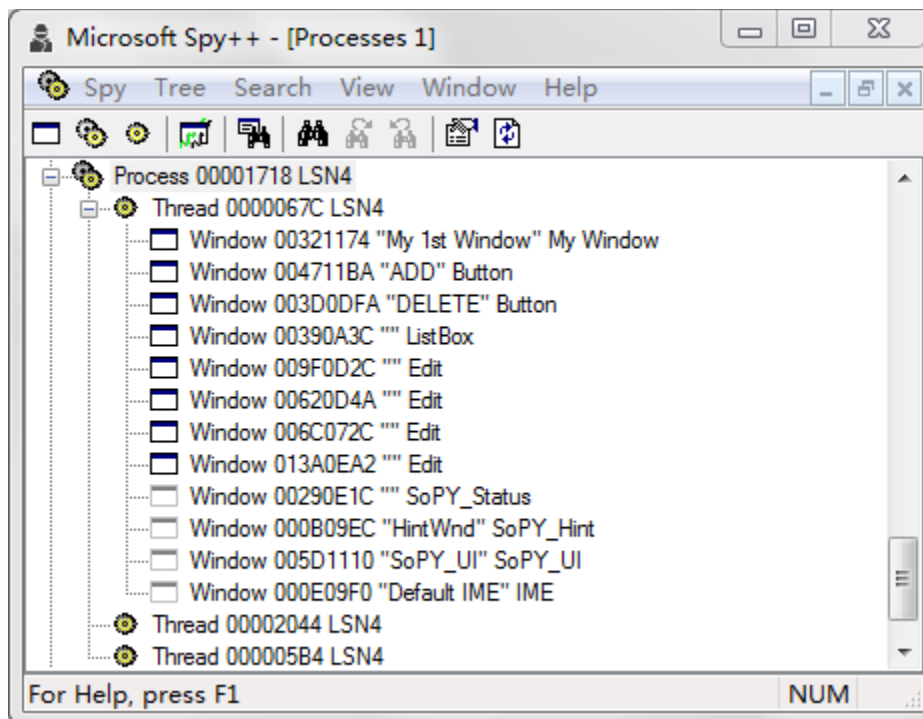 Microsoft Spy++ - [Processes 1]
Spy Tree Search View Window Help
Process 00001718 LSN4
Thread 0000067C LSN4
Window 00321174 "My 1st Window" My Window
Window 004711BA "ADD" Button
Window 003D0DFA "DELETE" Button
Window 00390A3C "" ListBox
Window 009F0D2C "" Edit
Window 00620D4A "" Edit
Window 006C072C "" Edit
Window 013A0EA2 "" Edit
Window 00290E1C "" SoPY_Status
Window 000B09EC "HintWnd" SoPY_Hint
Window 005D1110 "SoPY_UI" SoPY_UI
Window 000E09F0 "Default IME" IME
Thread 00002044 LSN4
Thread 000005B4 LSN4
For Help, press F1 NUM